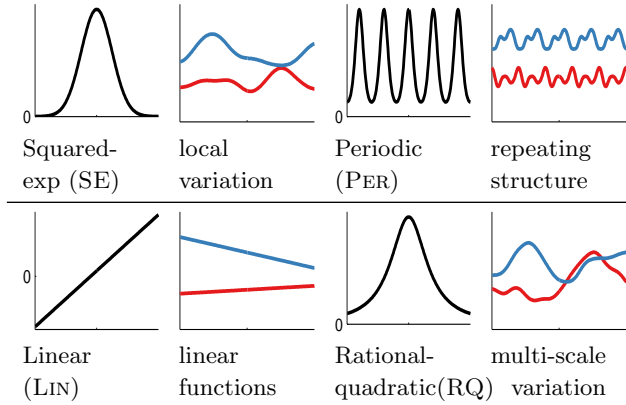 0
0
Squared-
exp (SE)
local
variation
Periodic
(PER)
repeating
structure
0
0
Linear
(LIN)
linear
functions
Rational-
quadratic(RQ)
multi-scale
variation